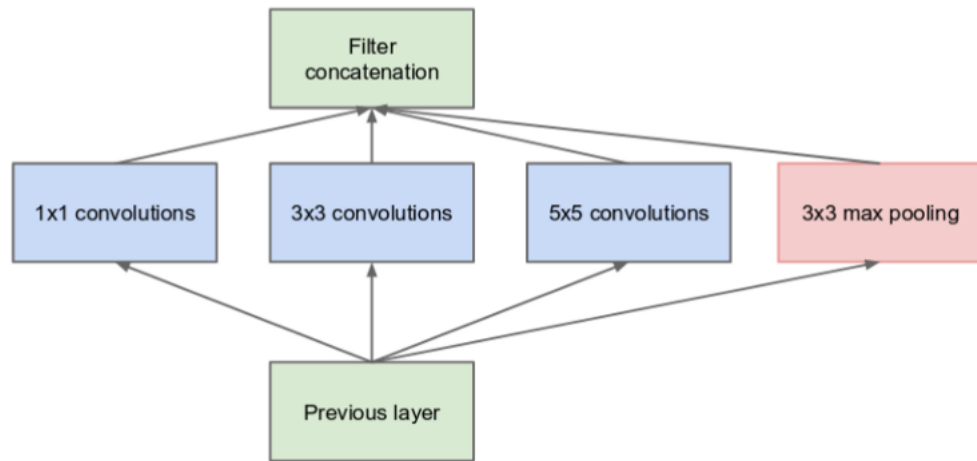 Filter
concatenation
1x1 convolutions
3x3 convolutions
5x5 convolutions
3x3 max pooling
Previous layer